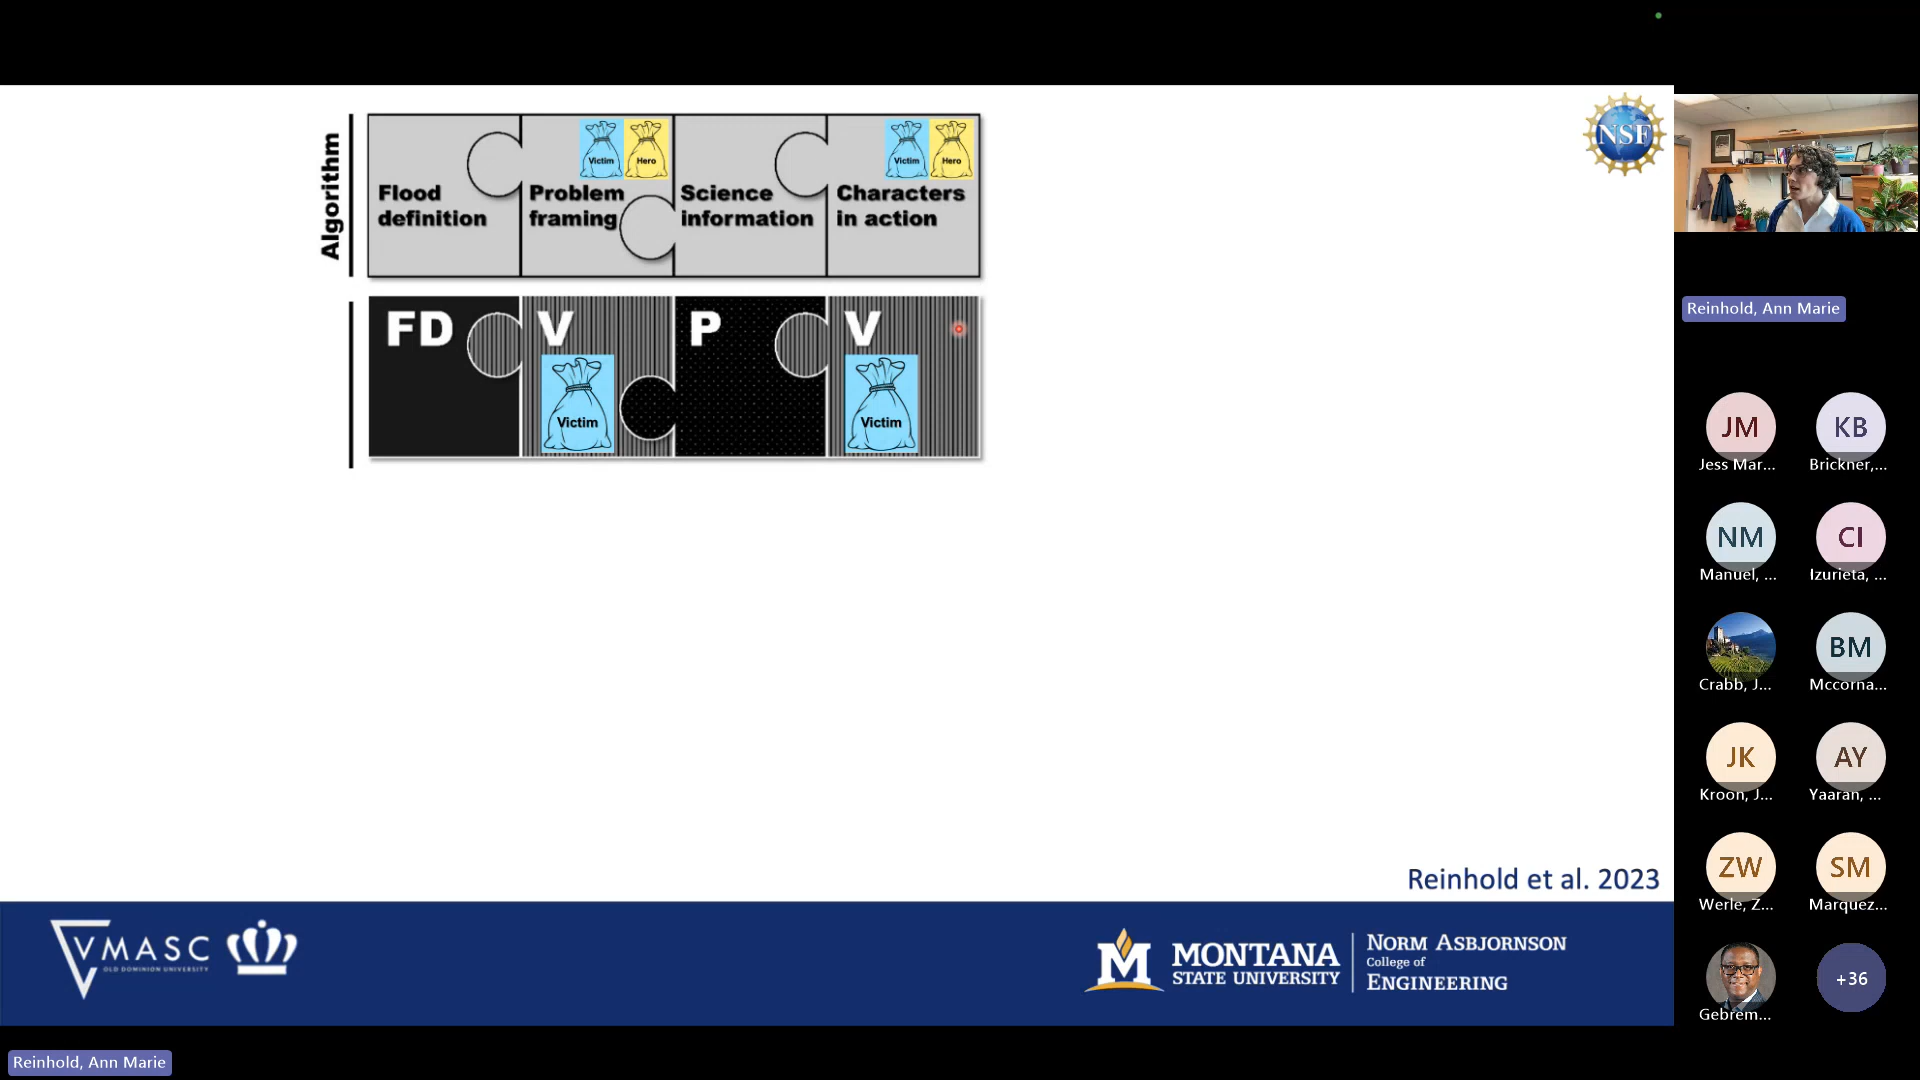 Algorithm
Flood
definition
Victim
Hero
Problem
framing
Science
information
Victim
Hero
Characters
in action
FD
V
Victim
P
V
Victim
NSF
Reinhold et al. 2023
VMASC
OLD DOMINION UNIVERSITY
M
MONTANA
STATE UNIVERSITY
NORM ASBJORNSON
College of
ENGINEERING
Reinhold, Ann Marie
JM
Jess Mar...
KB
Brickner,...
NM
Manuel, ...
CI
Izurieta, ...
Crabb, J...
BM
Mccorna...
JK
Kroon, J...
AY
Yaaran, ...
ZW
Werle, Z...
SM
Marquez...
Gebrem...
+36
Reinhold, Ann Marie